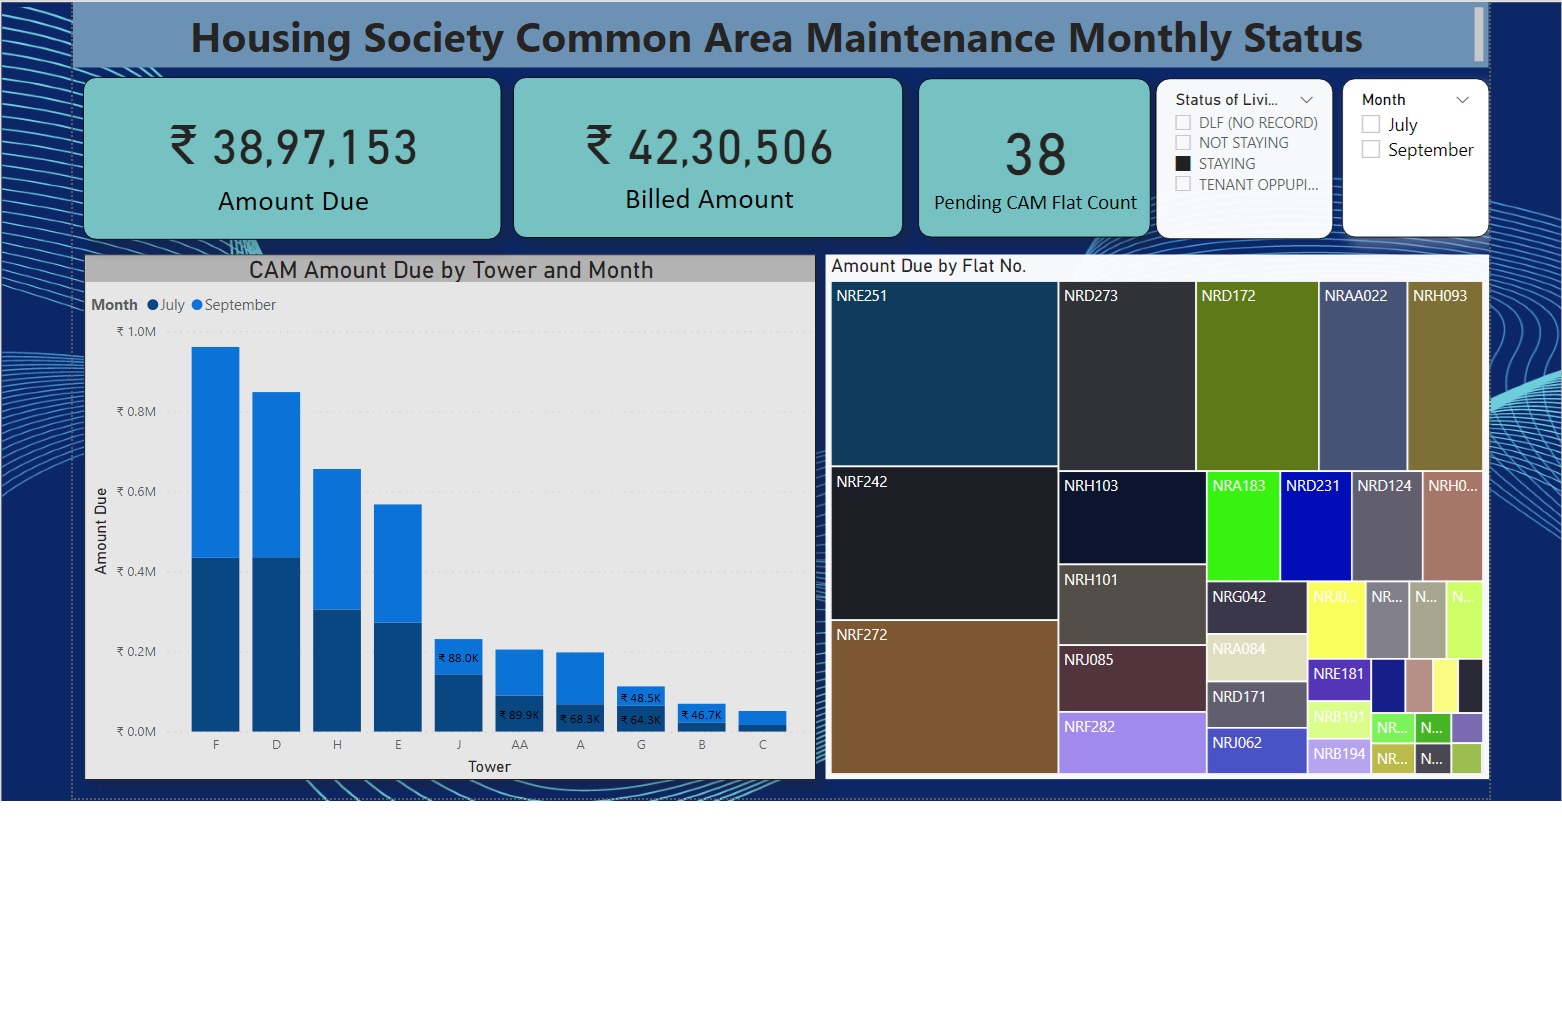 Housing Society Common Area Maintenance Monthly Status
₹ 38,97,153
Amount Due
₹ 42,30,506
Billed Amount
38
Pending CAM Flat Count
Status of Livi...
DLF (NO RECORD)
NOT STAYING
STAYING
TENANT OPPUPI...
Month
July
September
CAM Amount Due by Tower and Month
Month July September
₹ 1.0M
₹ 0.8M
₹ 0.6M
₹ 0.4M
₹ 0.2M
₹ 0.0M
Amount Due
₹ 88.0K
₹ 89.9K
₹ 68.3K
₹ 48.5K
₹ 64.3K
₹ 46.7K
F D H E J AA A G B C
Tower
Amount Due by Flat No.
NRE251
NRF242
NRF272
NRD273
NRD172
NRAA022
NRH093
NRH103
NRH101
NRJ085
NRF282
NRA183
NRD231
NRD124
NRH0...
NRG042
NRA084
NRD171
NRJ062
NRJ0...
NR...
N...
N...
NRE181
NRB191
NRB194
NR...
N...
NR...
N...